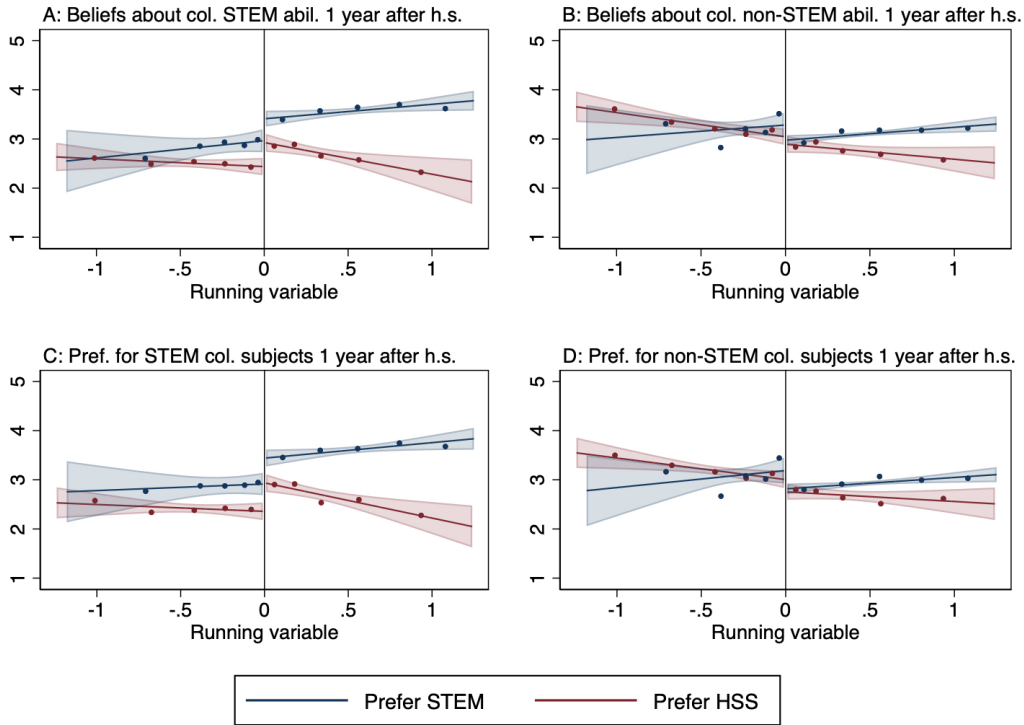 A: Beliefs about col. STEM abil. 1 year after h.s.
5
4
3
2
1
-1 -.5 0 .5 1
Running variable
B: Beliefs about col. non-STEM abil. 1 year after h.s.
5
4
3
2
1
-1 -.5 0 .5 1
Running variable
C: Pref. for STEM col. subjects 1 year after h.s.
5
4
3
2
1
-1 -.5 0 .5 1
Running variable
D: Pref. for non-STEM col. subjects 1 year after h.s.
5
4
3
2
1
-1 -.5 0 .5 1
Running variable
Prefer STEM Prefer HSS